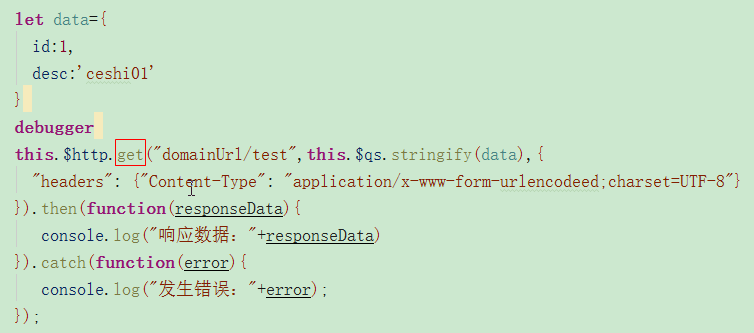 let data={
id:1,
desc:'ceshi01'
}
debugger
this.$http.get("domainUrl/test",this.$qs.stringify(data),{
"headers": {"Content-Type": "application/x-www-form-urlencodeed;charset=UTF-8"}
}).then(function(responseData){
console.log("响应数据："+responseData)
}).catch(function(error){
console.log("发生错误："+error);
});